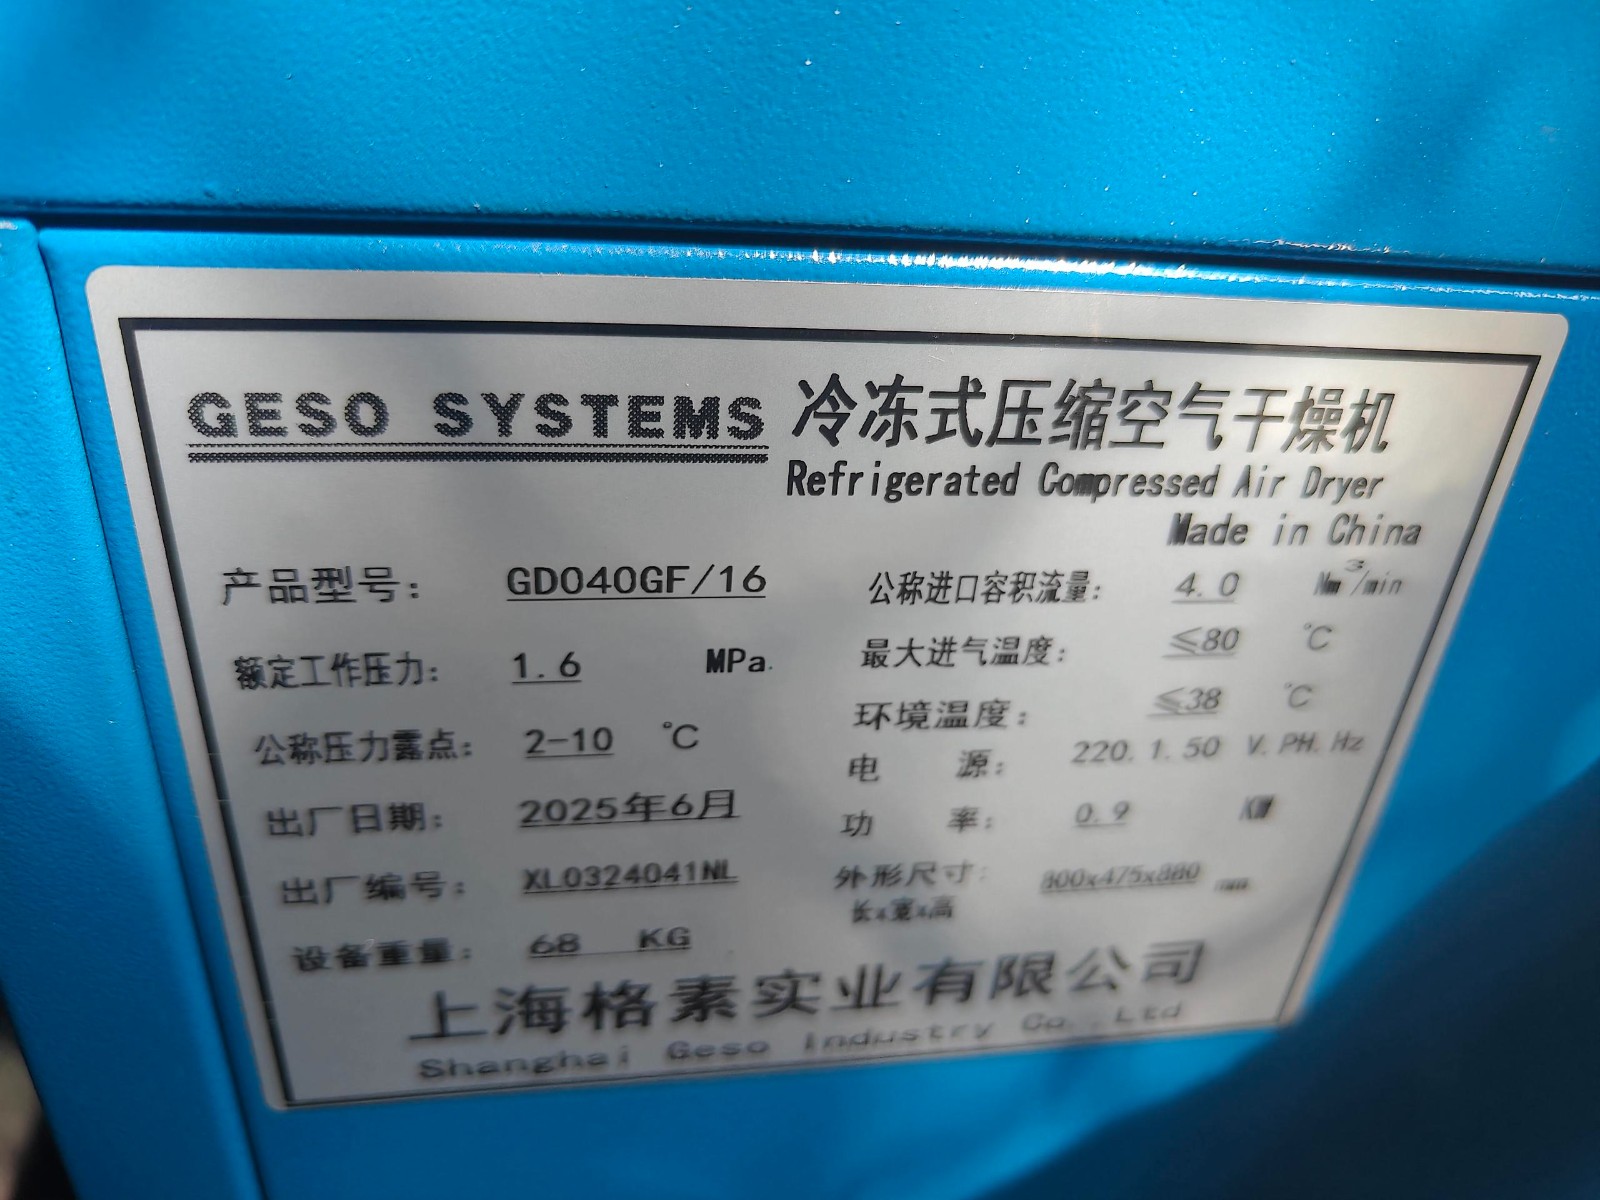 GESO SYSTEMS 冷冻式压缩空气干燥机
Refrigerated Compressed Air Dryer
Made in China
产品型号: GD040GF/16
额定工作压力: 1.6 MPa
公称压力露点: 2-10 ℃
出厂日期: 2025年6月
出厂编号: XL0324041NL
设备重量: 68 KG
公称进口容积流量: 4.0 Nm³/min
最大进气温度: ≤80 ℃
环境温度: ≤38 ℃
电 源: 220.1.50 V.PH.Hz
功 率: 0.9 KW
外形尺寸: 800x475x880 mm
长x宽x高
上海格素实业有限公司
Shanghai Geso Industry Co.,Ltd